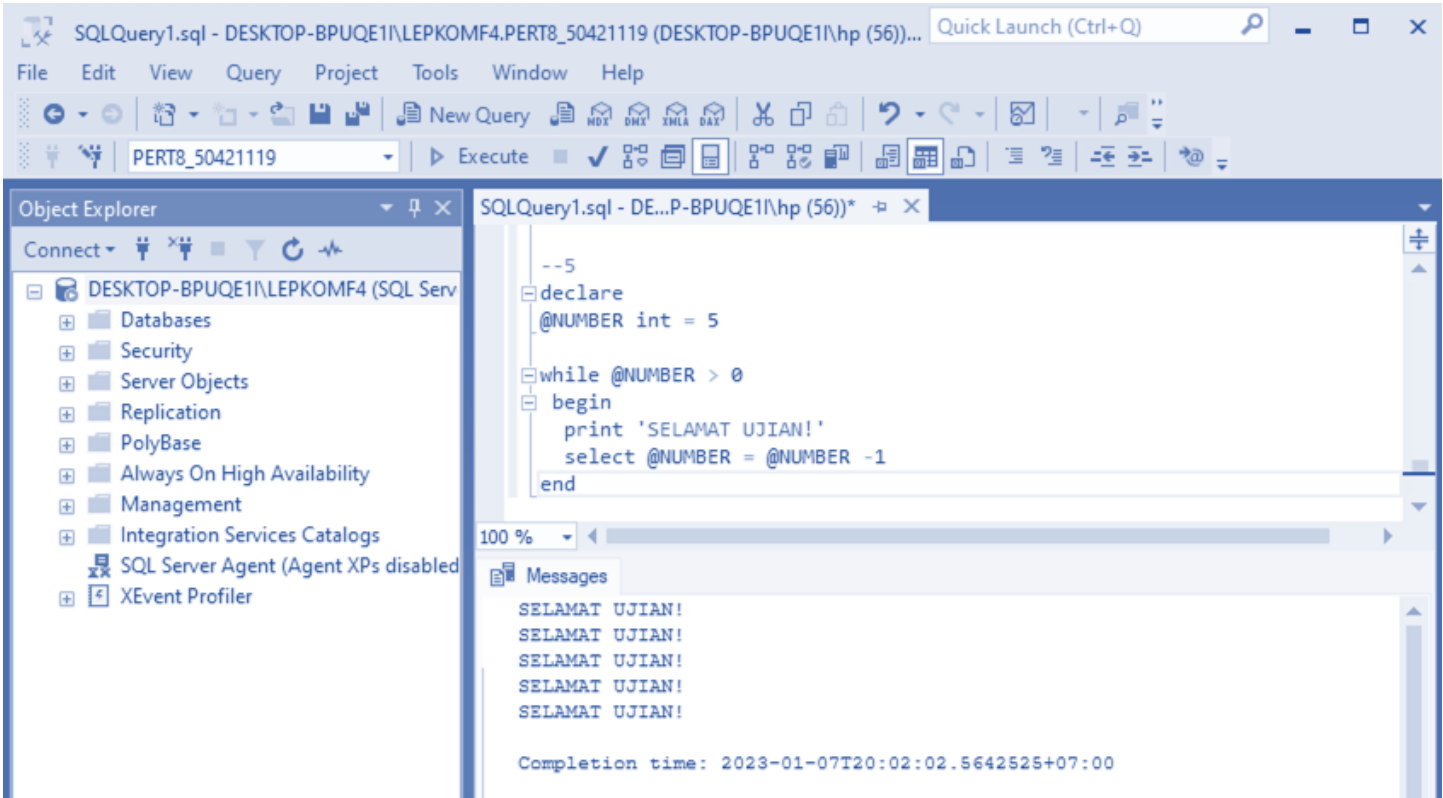 SQLQuery1.sql - DESKTOP-BPUQE1I\LEPKOMF4.PERT8_50421119 (DESKTOP-BPUQE1I\hp (56))... Quick Launch (Ctrl+Q)
File Edit View Query Project Tools Window Help
New Query MDX DMX XMLA DAX
PERT8_50421119 Execute
Object Explorer
Connect
DESKTOP-BPUQE1I\LEPKOMF4 (SQL Serv
Databases
Security
Server Objects
Replication
PolyBase
Always On High Availability
Management
Integration Services Catalogs
SQL Server Agent (Agent XPs disabled
XEvent Profiler
SQLQuery1.sql - DE...P-BPUQE1I\hp (56))*
--5
declare
@NUMBER int = 5
while @NUMBER > 0
begin
print 'SELAMAT UJIAN!'
select @NUMBER = @NUMBER -1
end
100 %
Messages
SELAMAT UJIAN!
SELAMAT UJIAN!
SELAMAT UJIAN!
SELAMAT UJIAN!
SELAMAT UJIAN!
Completion time: 2023-01-07T20:02:02.5642525+07:00